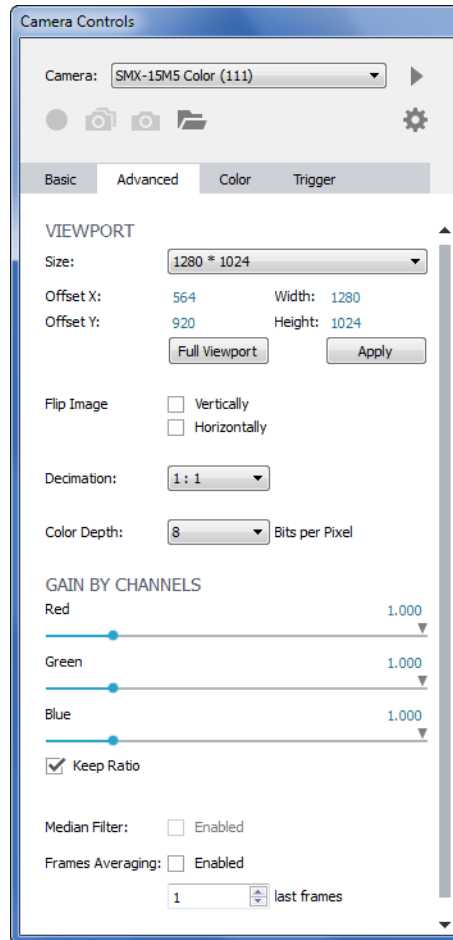 Camera Controls
Camera: SMX-15M5 Color (111)
Basic Advanced Color Trigger
VIEWPORT
Size: 1280 * 1024
Offset X: 564 Width: 1280
Offset Y: 920 Height: 1024
Full Viewport Apply
Flip Image Vertically
Horizontally
Decimation: 1 : 1
Color Depth: 8 Bits per Pixel
GAIN BY CHANNELS
Red 1.000
Green 1.000
Blue 1.000
Keep Ratio
Median Filter: Enabled
Frames Averaging: Enabled
1 last frames